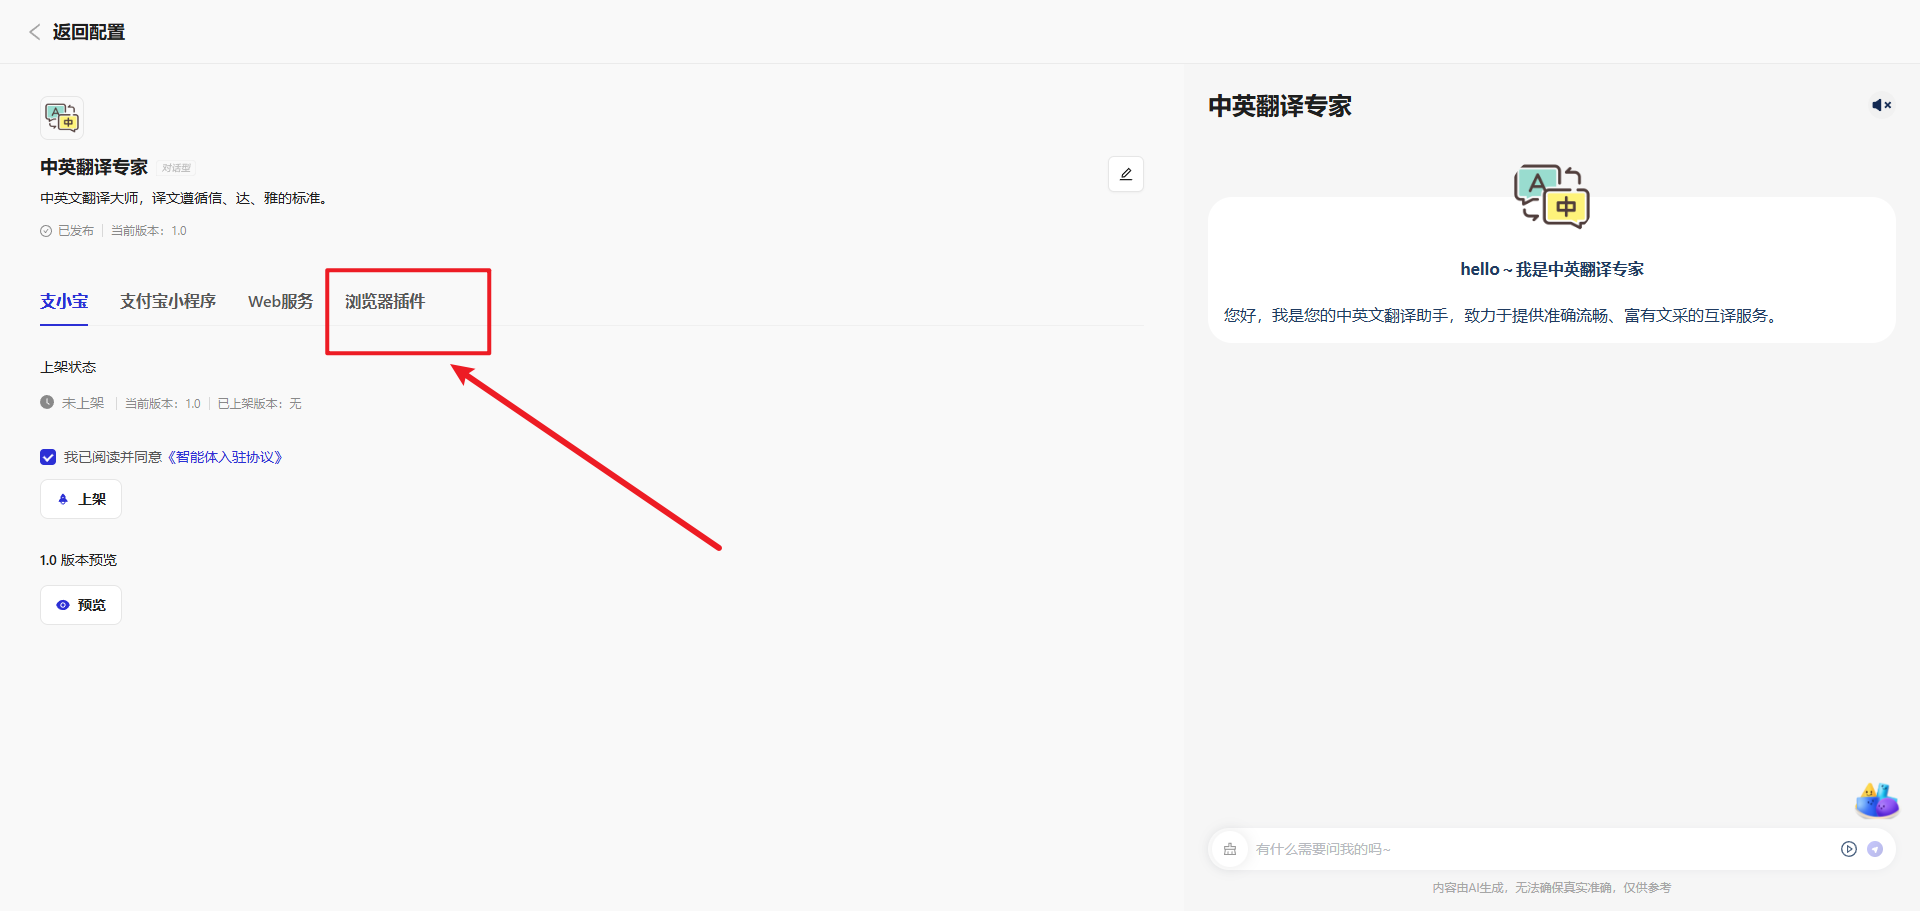 返回配置
中英翻译专家 对话型
中英文翻译大师，译文遵循信、达、雅的标准。
已发布 当前版本：1.0
支小宝 支付宝小程序 Web服务 浏览器插件
上架状态
未上架 当前版本：1.0 已上架版本：无
我已阅读并同意《智能体入驻协议》
上架
1.0 版本预览
预览
中英翻译专家
A 中
hello ~ 我是中英翻译专家
您好，我是您的中英文翻译助手，致力于提供准确流畅、富有文采的互译服务。
有什么需要问我的吗~
内容由AI生成，无法确保真实准确，仅供参考